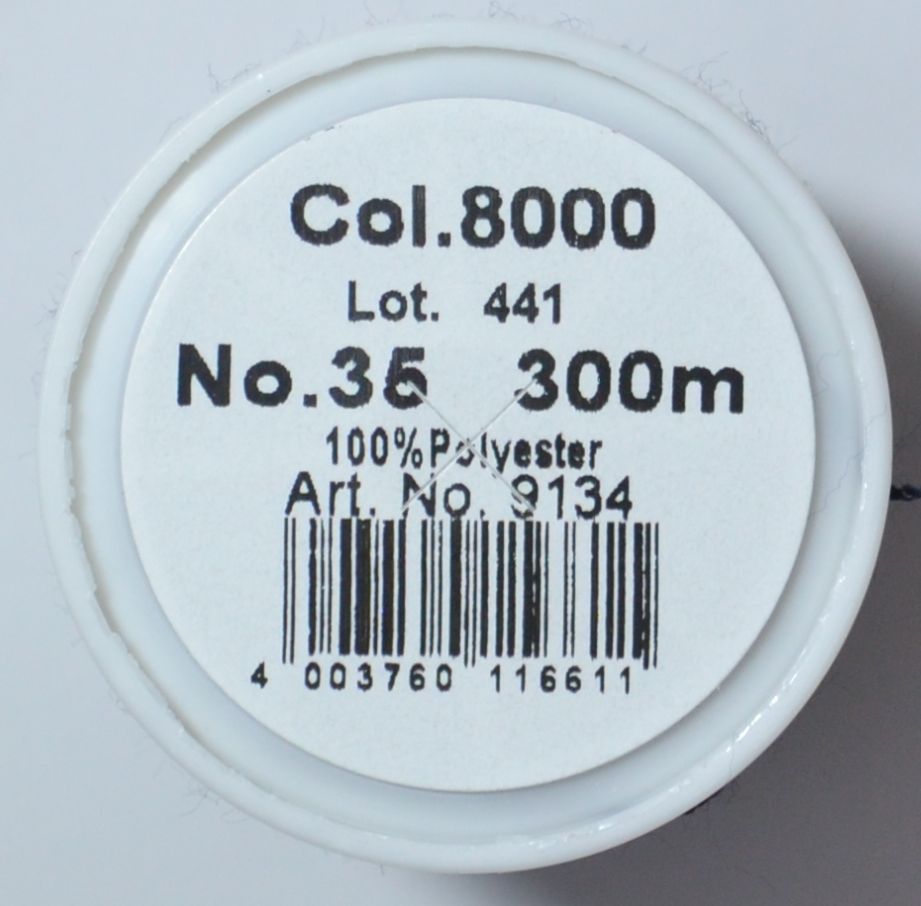 Col.8000
Lot. 441
No.35 300m
100%Polyester
Art. No. 9134
4 003760 116611